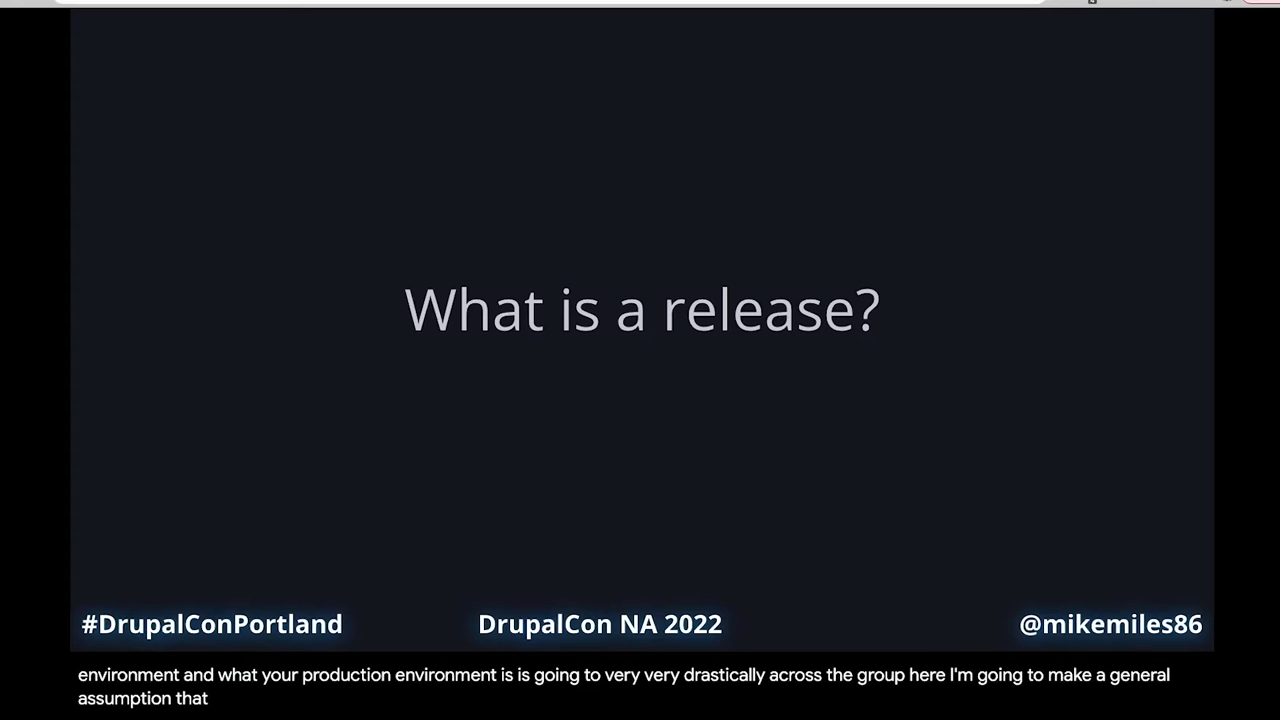 What is a release?
#DrupalConPortland
DrupalCon NA 2022
@mikemiles86
environment and what your production environment is is going to very very drastically across the group here I'm going to make a general
assumption that